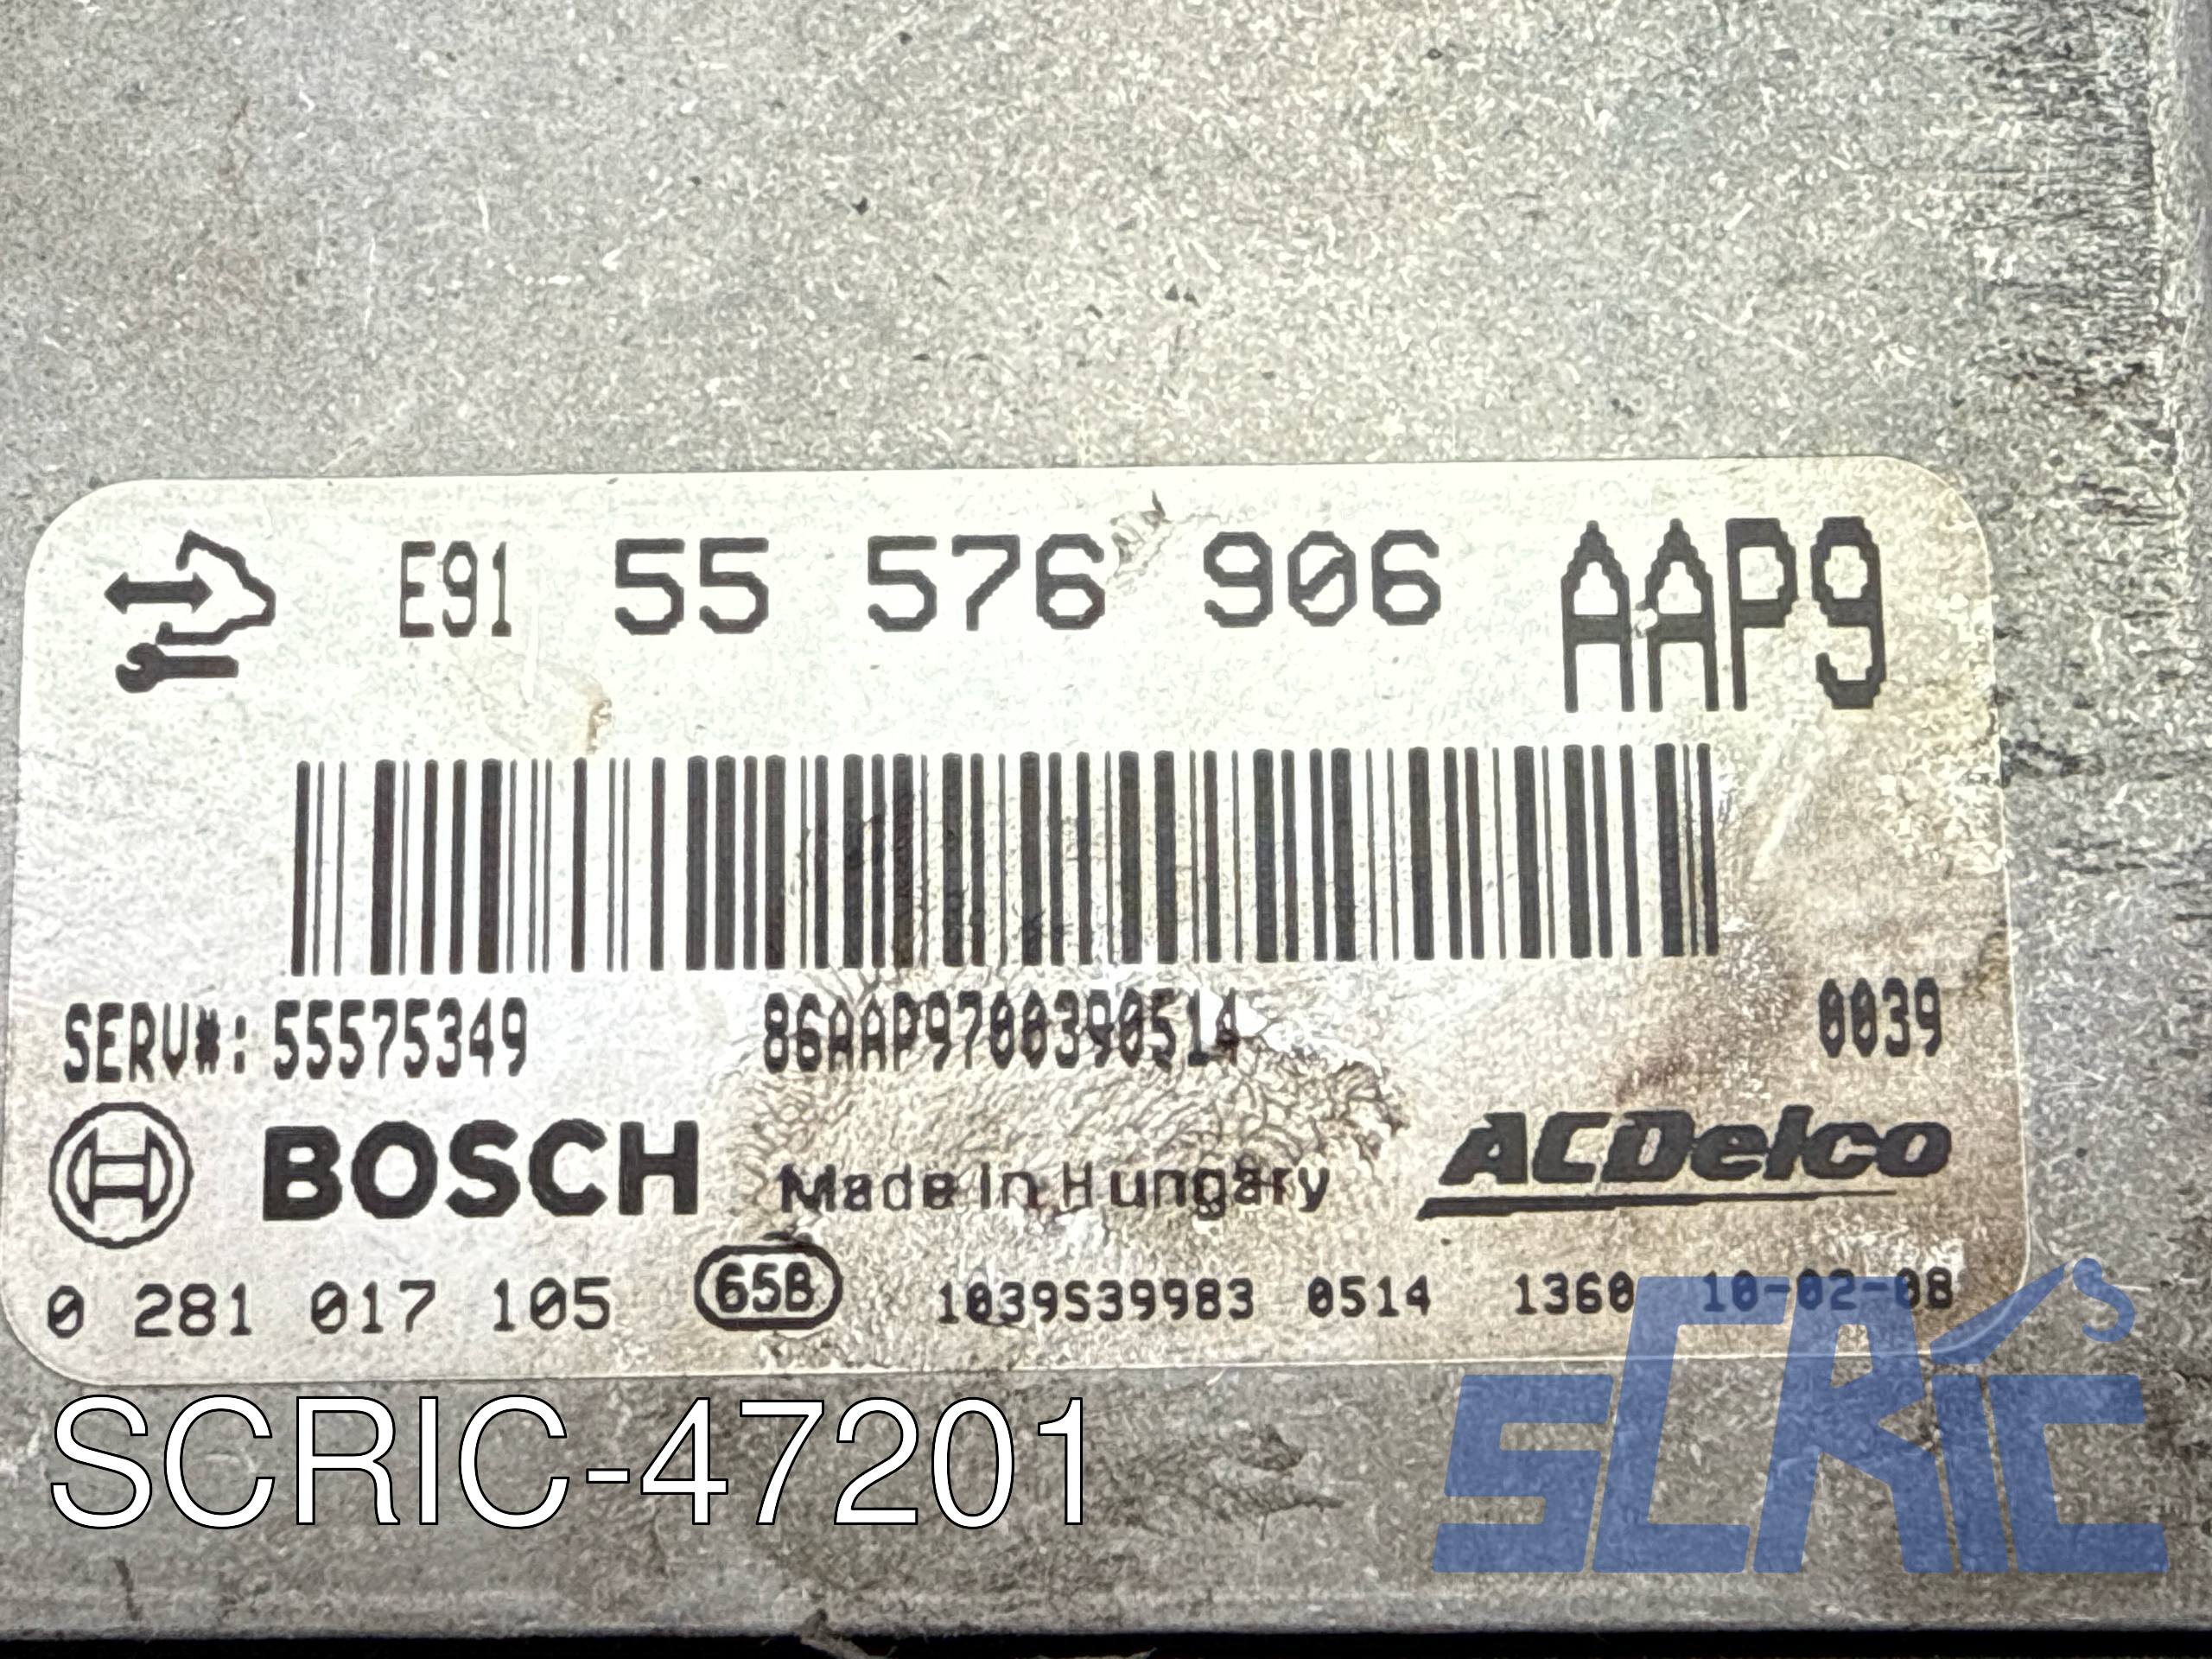 E91 55 576 906 AAP9
SERV#: 55575349 86AAP9700390514 0039
BOSCH Made in Hungary ACDelco
0 281 017 105 65B 1039S39983 0514 1360 10-02-08
SCRIC-47201
SCRiC'S